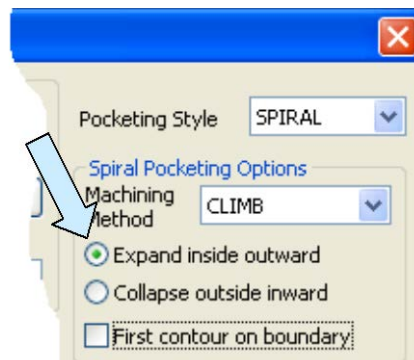 Pocketing Style SPIRAL
Spiral Pocketing Options
Machining Method CLIMB
Expand inside outward
Collapse outside inward
First contour on boundary